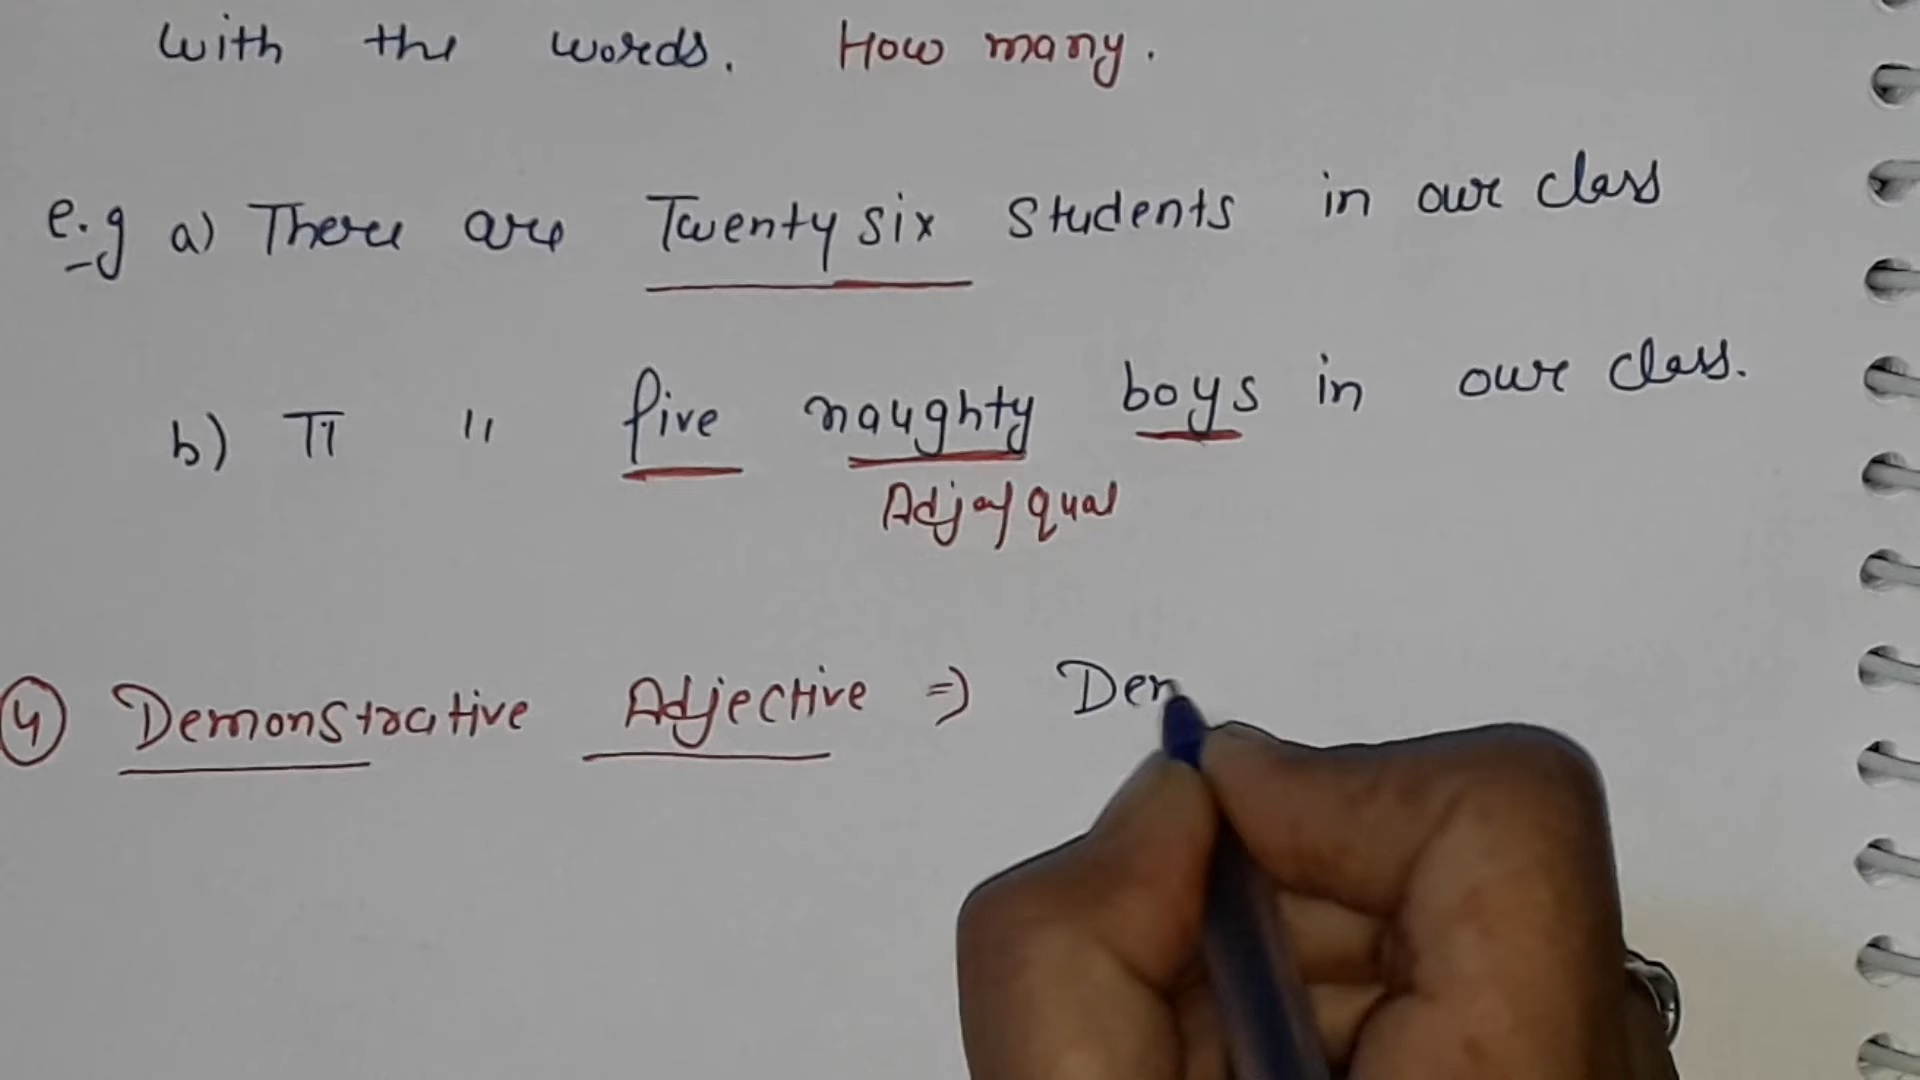 with the words. How many.
e.g a) There are Twenty six Students in our class
b) " " five naughty boys in our class.
Adj of qual
4 Demonstrative Adjective => Dem